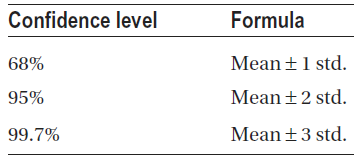 Confidence level Formula
68% Mean ± 1 std.
95% Mean ± 2 std.
99.7% Mean ± 3 std.